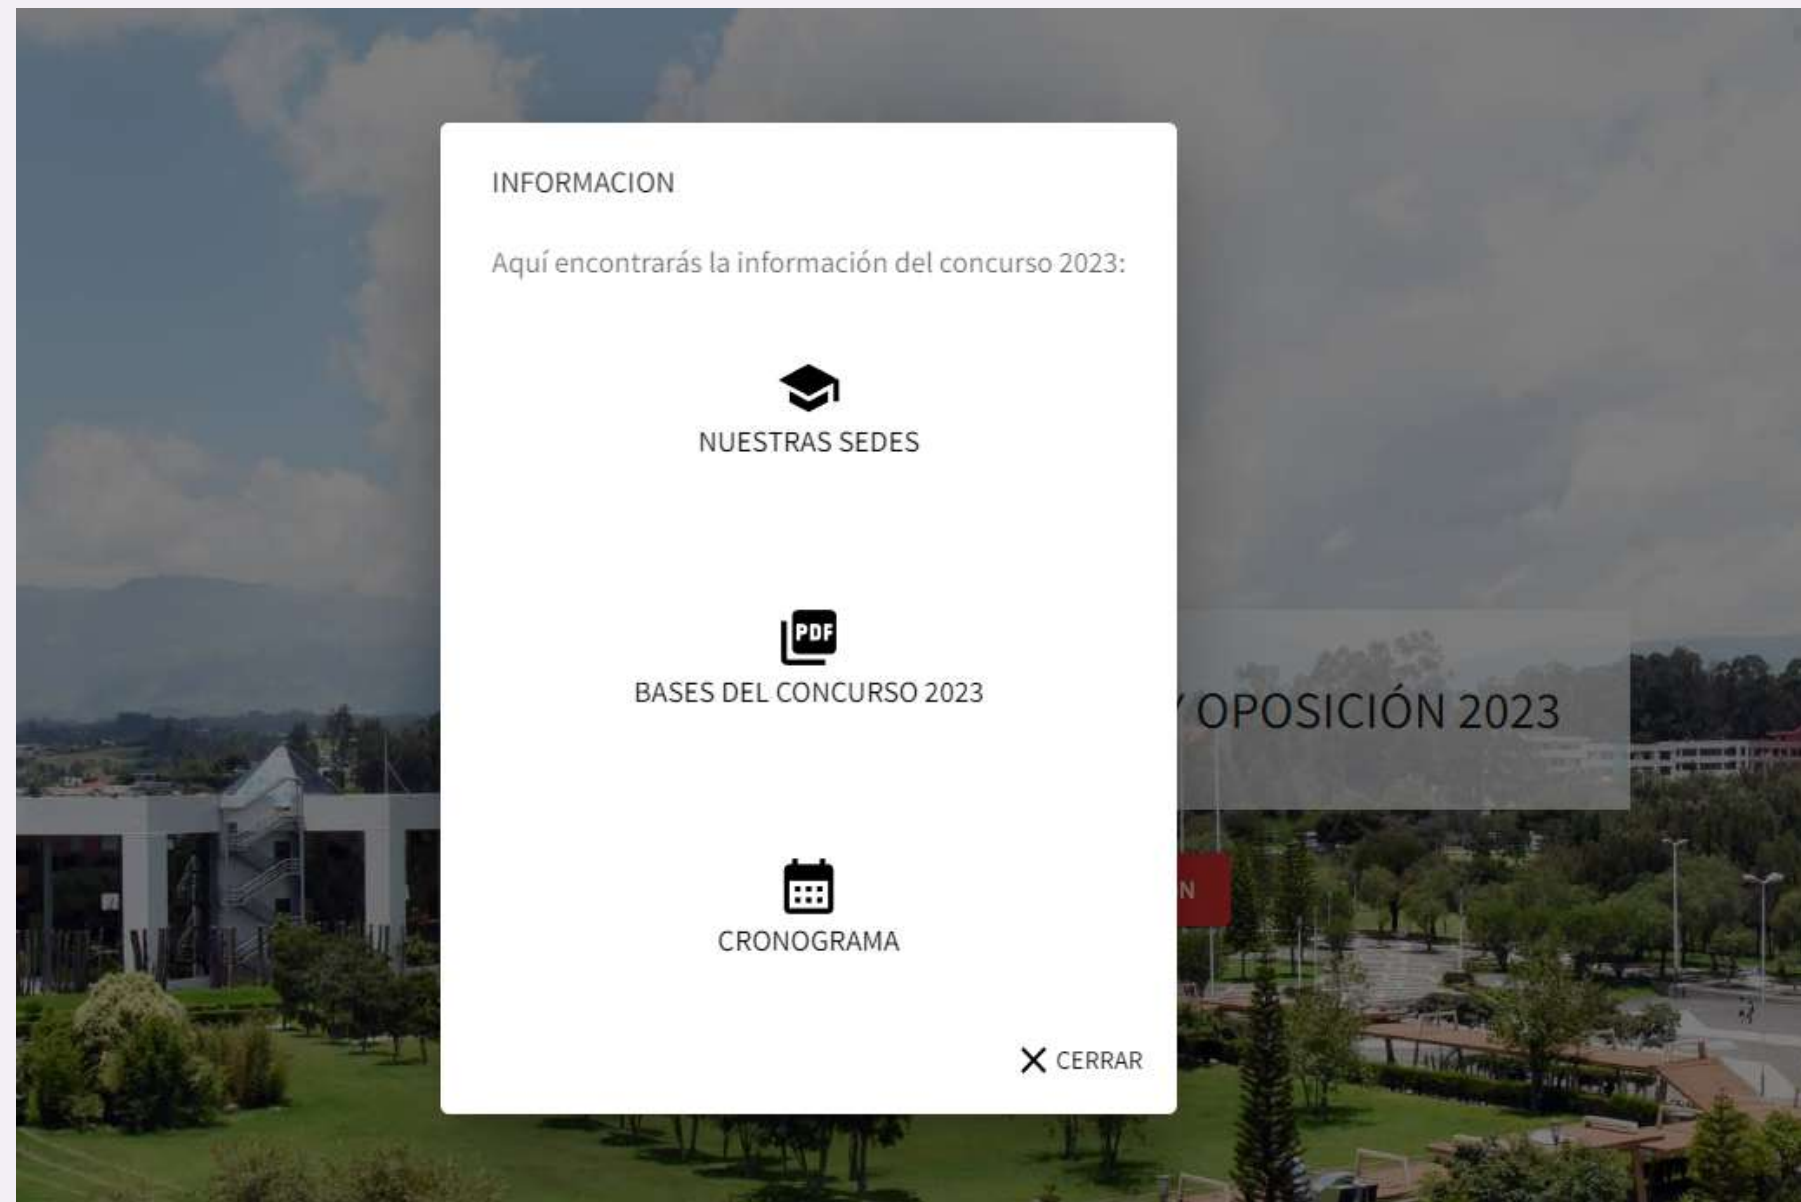 INFORMACION
Aquí encontrarás la información del concurso 2023:
NUESTRAS SEDES
PDF
BASES DEL CONCURSO 2023
Y OPOSICIÓN 2023
N
CRONOGRAMA
CERRAR